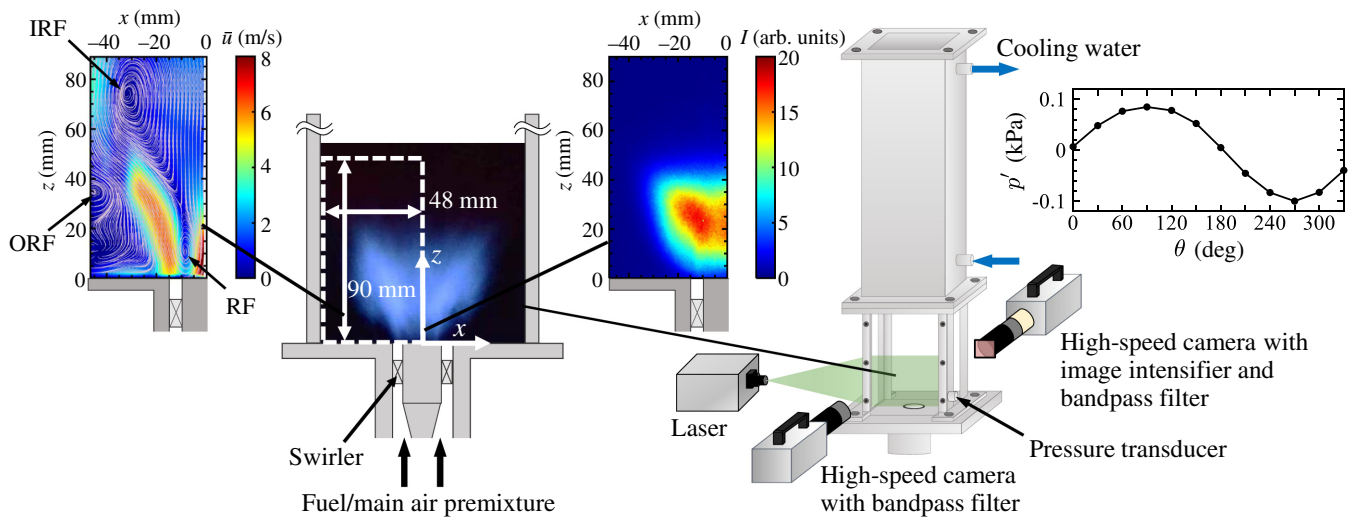 x (mm)
IRF
−40
−20
0
ū (m/s)
80
60
z (mm)
40
20
0
ORF
RF
8
6
4
2
0
48 mm
90 mm
z
x
Swirler
Fuel/main air premixture
x (mm)
−40
−20
0
I (arb. units)
80
60
z (mm)
40
20
0
20
15
10
5
0
Cooling water
0.1
p′ (kPa)
0
-0.1
0
60
120
180
240
300
θ (deg)
High-speed camera with
image intensifier and
bandpass filter
Laser
Pressure transducer
High-speed camera
with bandpass filter